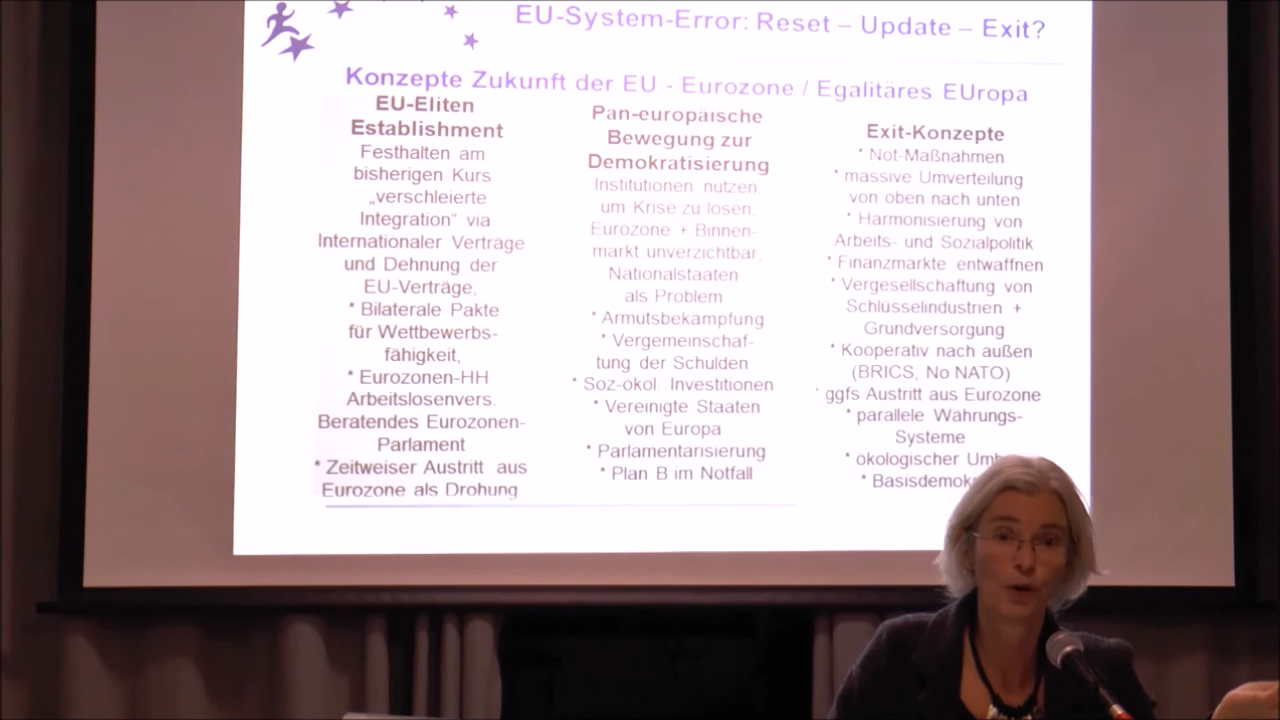 EU-System-Error: Reset – Update – Exit?
Konzepte Zukunft der EU - Eurozone / Egalitäres EUropa
EU-Eliten
Establishment
Festhalten am
bisherigen Kurs
„verschleierte
Integration“ via
Internationaler Verträge
und Dehnung der
EU-Verträge,
* Bilaterale Pakte
für Wettbewerbs-
fähigkeit,
* Eurozonen-HH
Arbeitslosenvers.
Beratendes Eurozonen-
Parlament
* Zeitweiser Austritt aus
Eurozone als Drohung
Pan-europäische
Bewegung zur
Demokratisierung
Institutionen nutzen,
um Krise zu lösen,
Eurozone + Binnen-
markt unverzichtbar,
Nationalstaaten
als Problem
* Armutsbekämpfung
* Vergemeinschaf-
tung der Schulden
* Soz-ökol. Investitionen
* Vereinigte Staaten
von Europa
* Parlamentarisierung
* Plan B im Notfall
Exit-Konzepte
* Not-Maßnahmen
* massive Umverteilung
von oben nach unten
* Harmonisierung von
Arbeits- und Sozialpolitik
* Finanzmärkte entwaffnen
* Vergesellschaftung von
Schlüsselindustrien +
Grundversorgung
* Kooperativ nach außen
(BRICS, No NATO)
* ggfs Austritt aus Eurozone
* parallele Währungs-
Systeme
* ökologischer